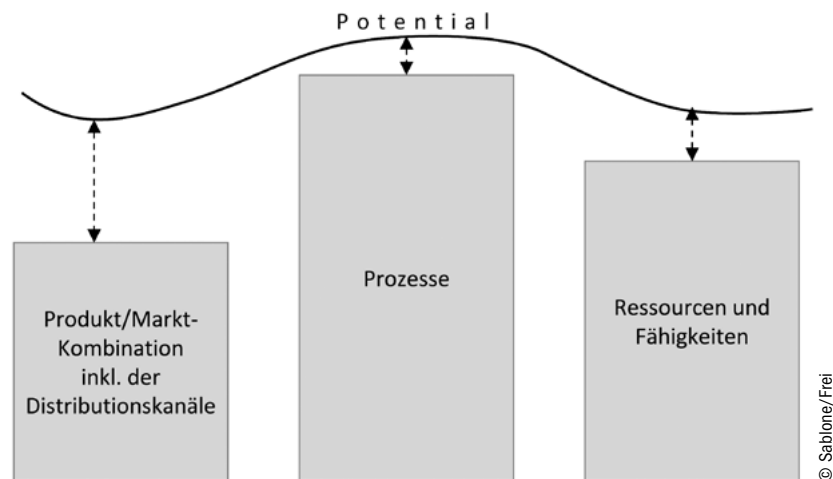 Potential
Prozesse
Produkt/Markt-
Kombination
inkl. der
Distributionskanäle
Ressourcen und
Fähigkeiten
© Sablone/Frei